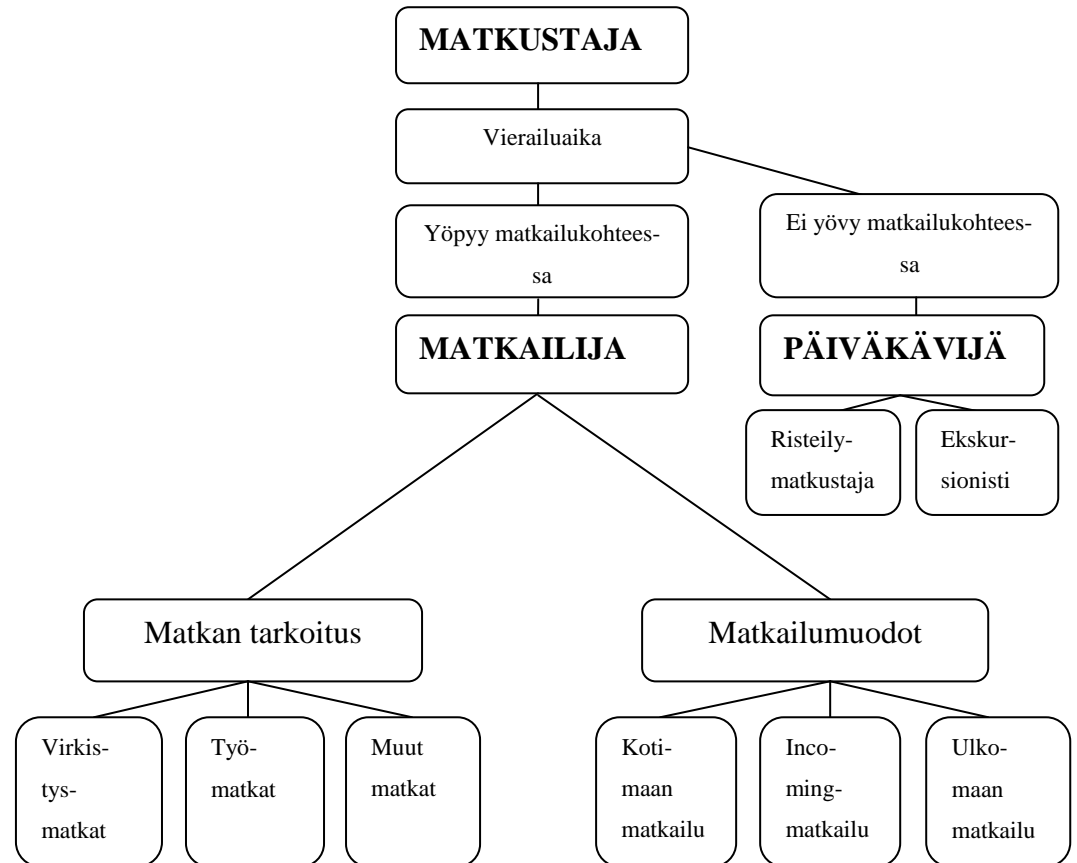 MATKUSTAJA
Vierailuaika
Yöpyy matkailukohtees-
sa
Ei yövy matkailukohtees-
sa
MATKAILIJA
PÄIVÄKÄVIJÄ
Risteily-
matkustaja
Ekskur-
sionisti
Matkan tarkoitus
Matkailumuodot
Virkis-
tys-
matkat
Työ-
matkat
Muut
matkat
Koti-
maan
matkailu
Inco-
ming-
matkailu
Ulko-
maan
matkailu